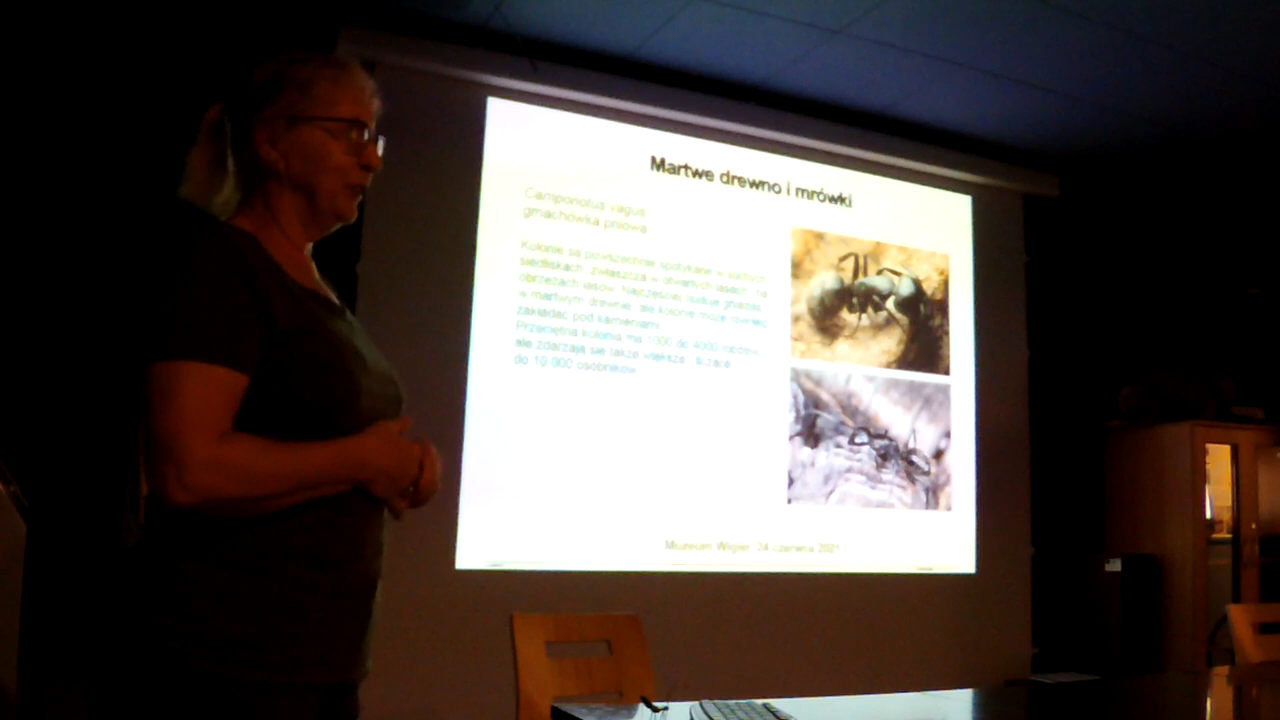 Martwe drewno i mrówki
Camponotus vagus
gmachówka pniowa
Kolonie są powszechnie spotykane w suchych
siedliskach, zwłaszcza w otwartych lasach, na
obrzeżach lasów. Najczęściej buduje gniazda
w martwym drewnie, ale kolonie może również
zakładać pod kamieniami.
Przeciętna kolonia ma 1000 do 4000 robotnic,
ale zdarzają się także większe, liczące
do 10 000 osobników.
Muzeum Wigier, 24 czerwca 2021